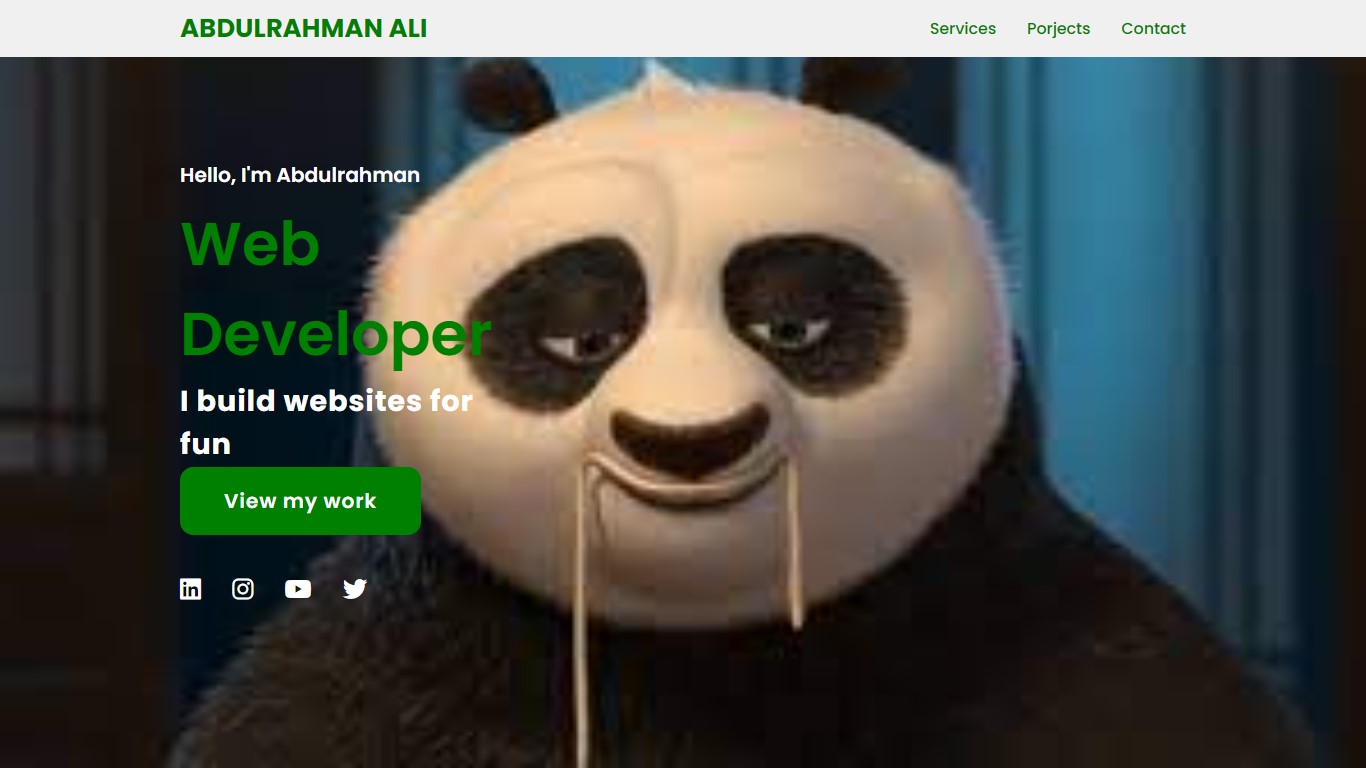 ABDULRAHMAN ALI
Services Porjects Contact
Hello, I'm Abdulrahman
Web
Developer
I build websites for
fun
View my work